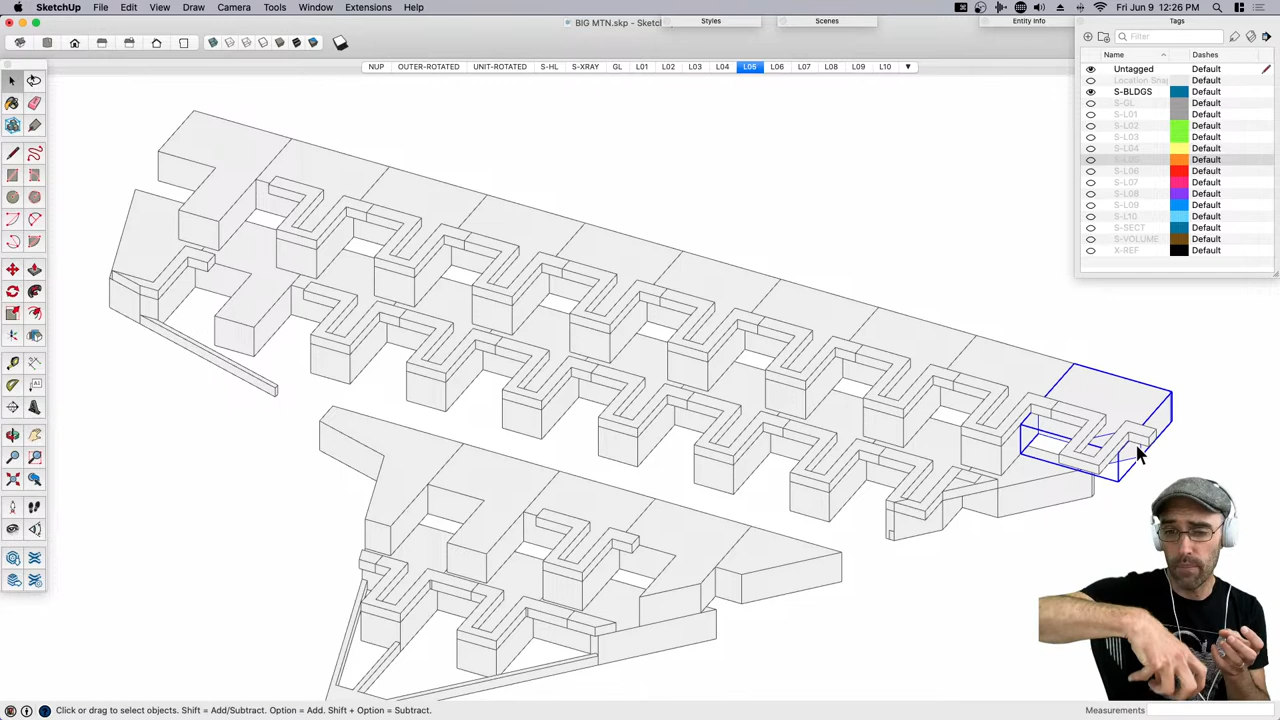 SketchUp File Edit View Draw Camera Tools Window Extensions Help
Fri Jun 9 12:26 PM
BIG MTN.skp - Sketc
Styles
Scenes
Entity Info
Tags
Filter
NUP OUTER-ROTATED UNIT-ROTATED S-HL S-XRAY GL L01 L02 L03 L04 L05 L06 L07 L08 L09 L10
Name Dashes
Untagged Default
Location Sna Default
S-BLDGS Default
S-GL Default
S-L01 Default
S-L02 Default
S-L03 Default
S-L04 Default
S-L05 Default
S-L06 Default
S-L07 Default
S-L08 Default
S-L09 Default
S-L10 Default
S-SECT Default
S-VOLUME Default
X-REF Default
Click or drag to select objects. Shift = Add/Subtract. Option = Add. Shift + Option = Subtract.
Measurements